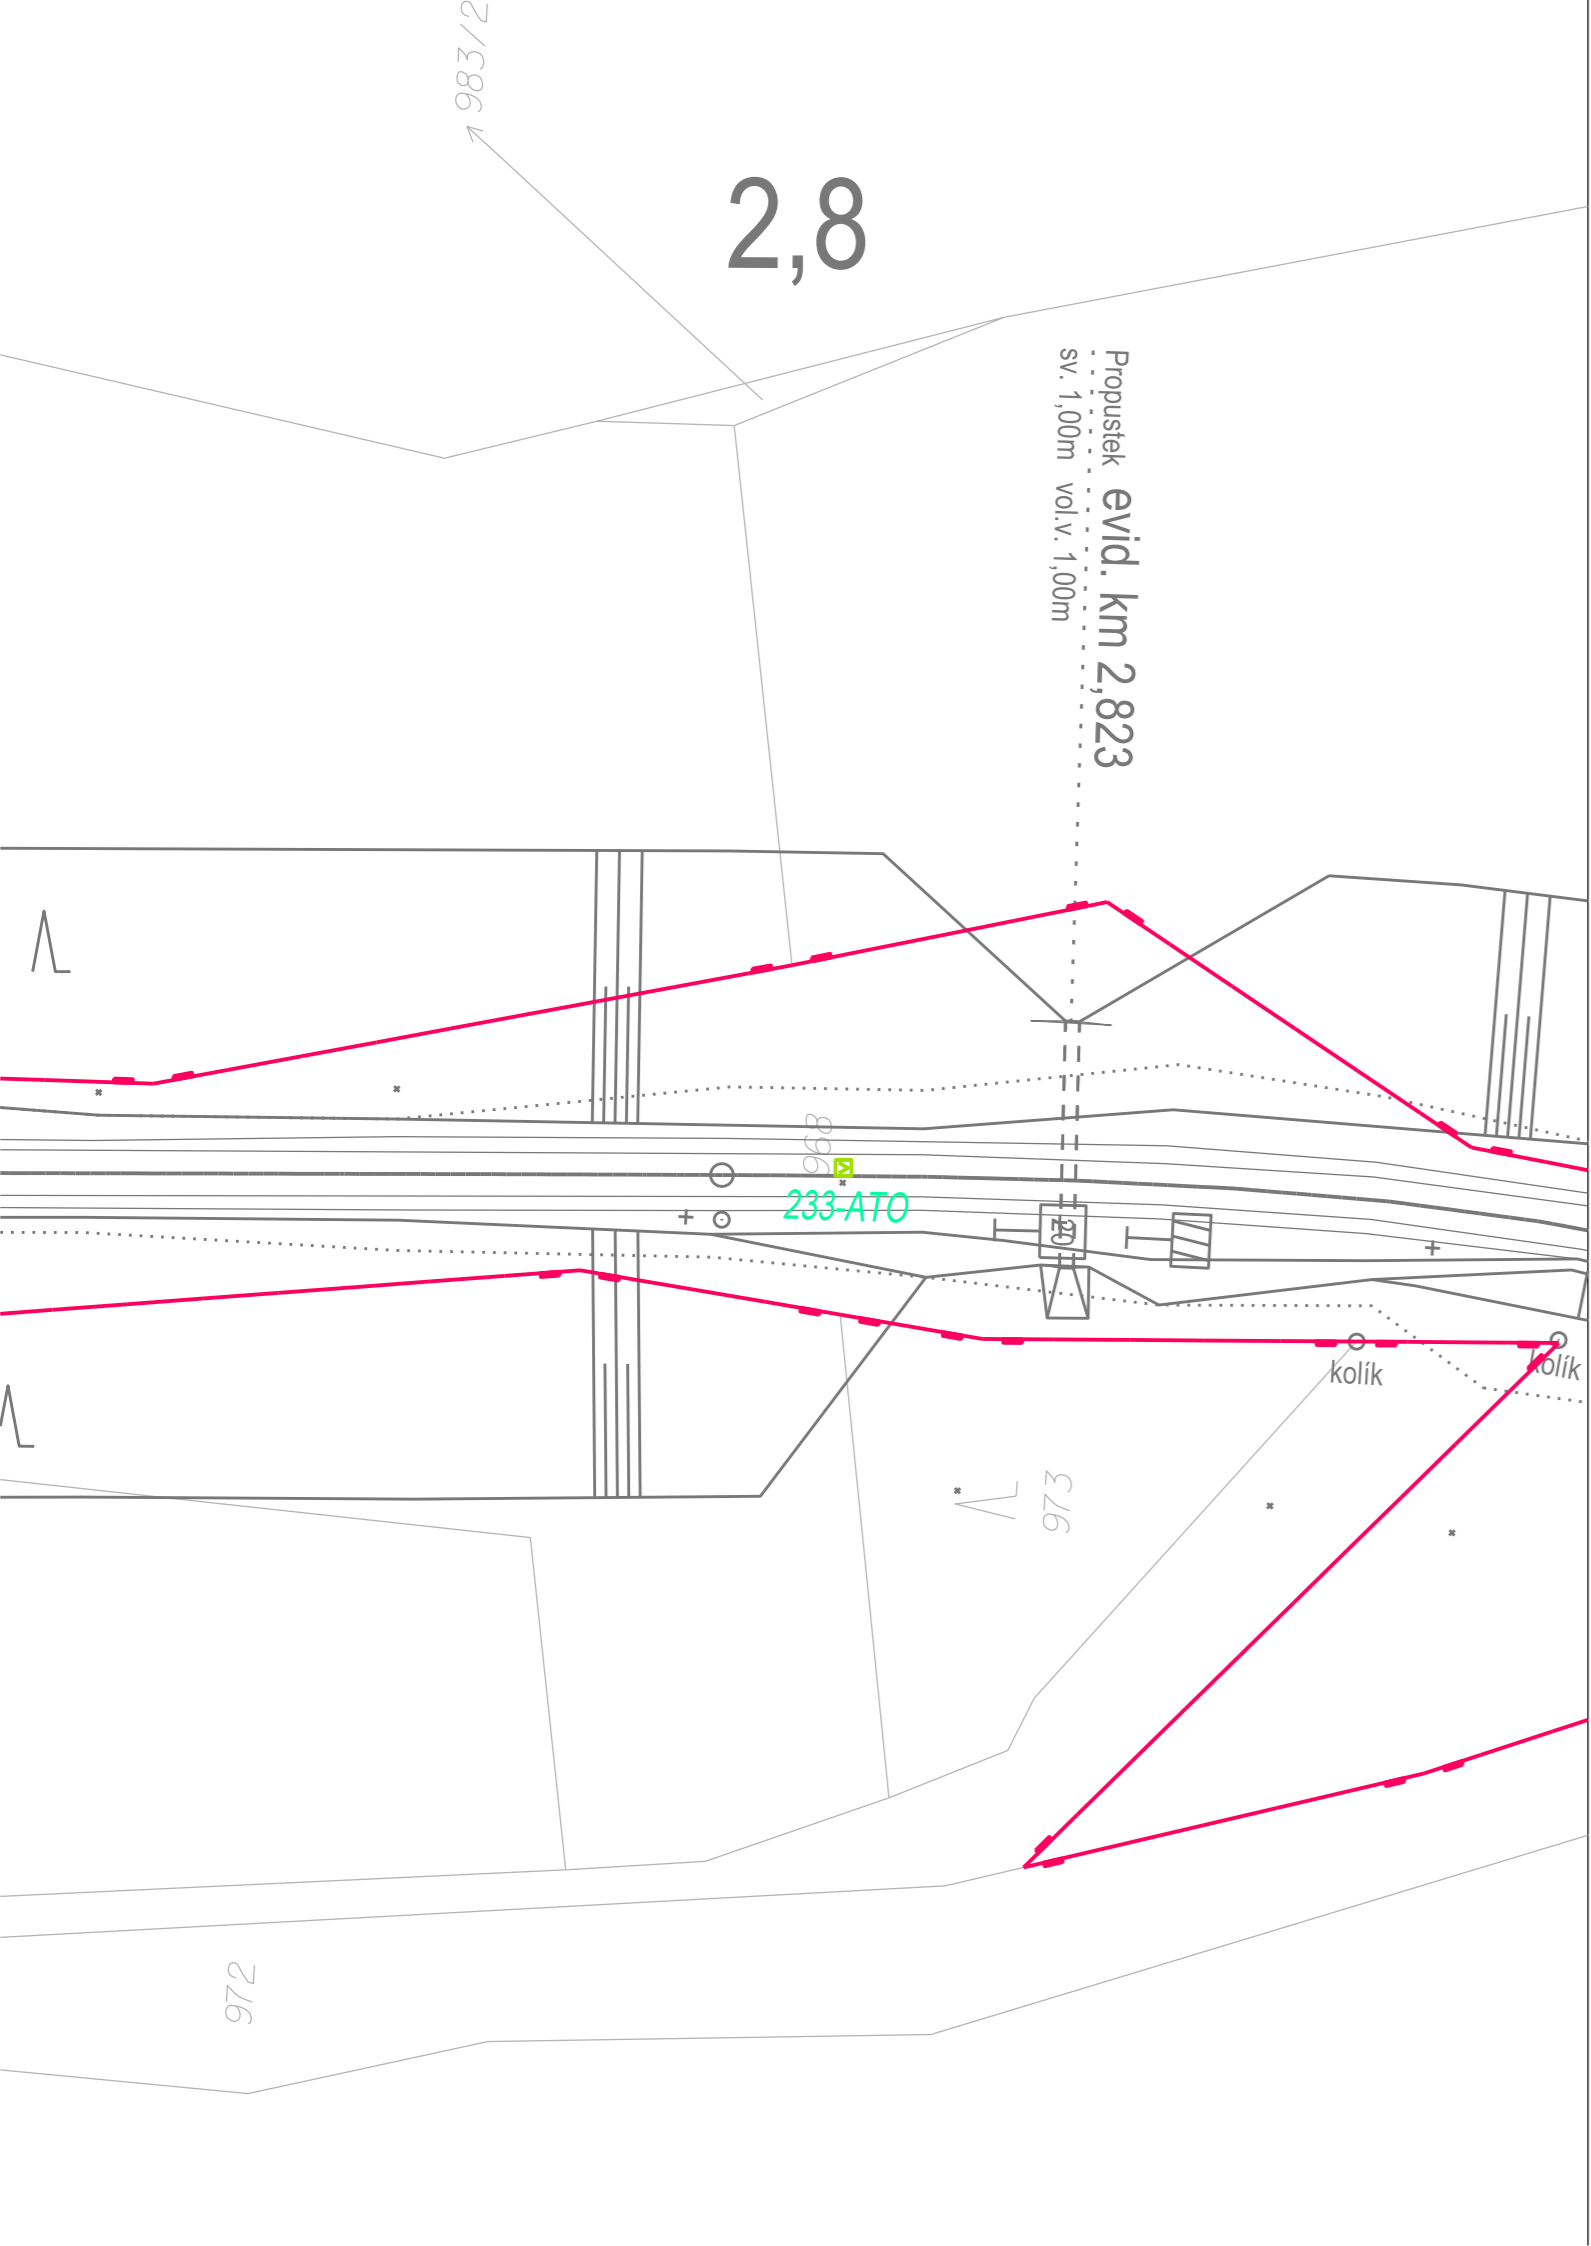 983/2
2,8
Propustek evid. km 2,823
sv. 1,00m vol.v. 1,00m
968
233-ATO
20
kolík
kolík
973
972